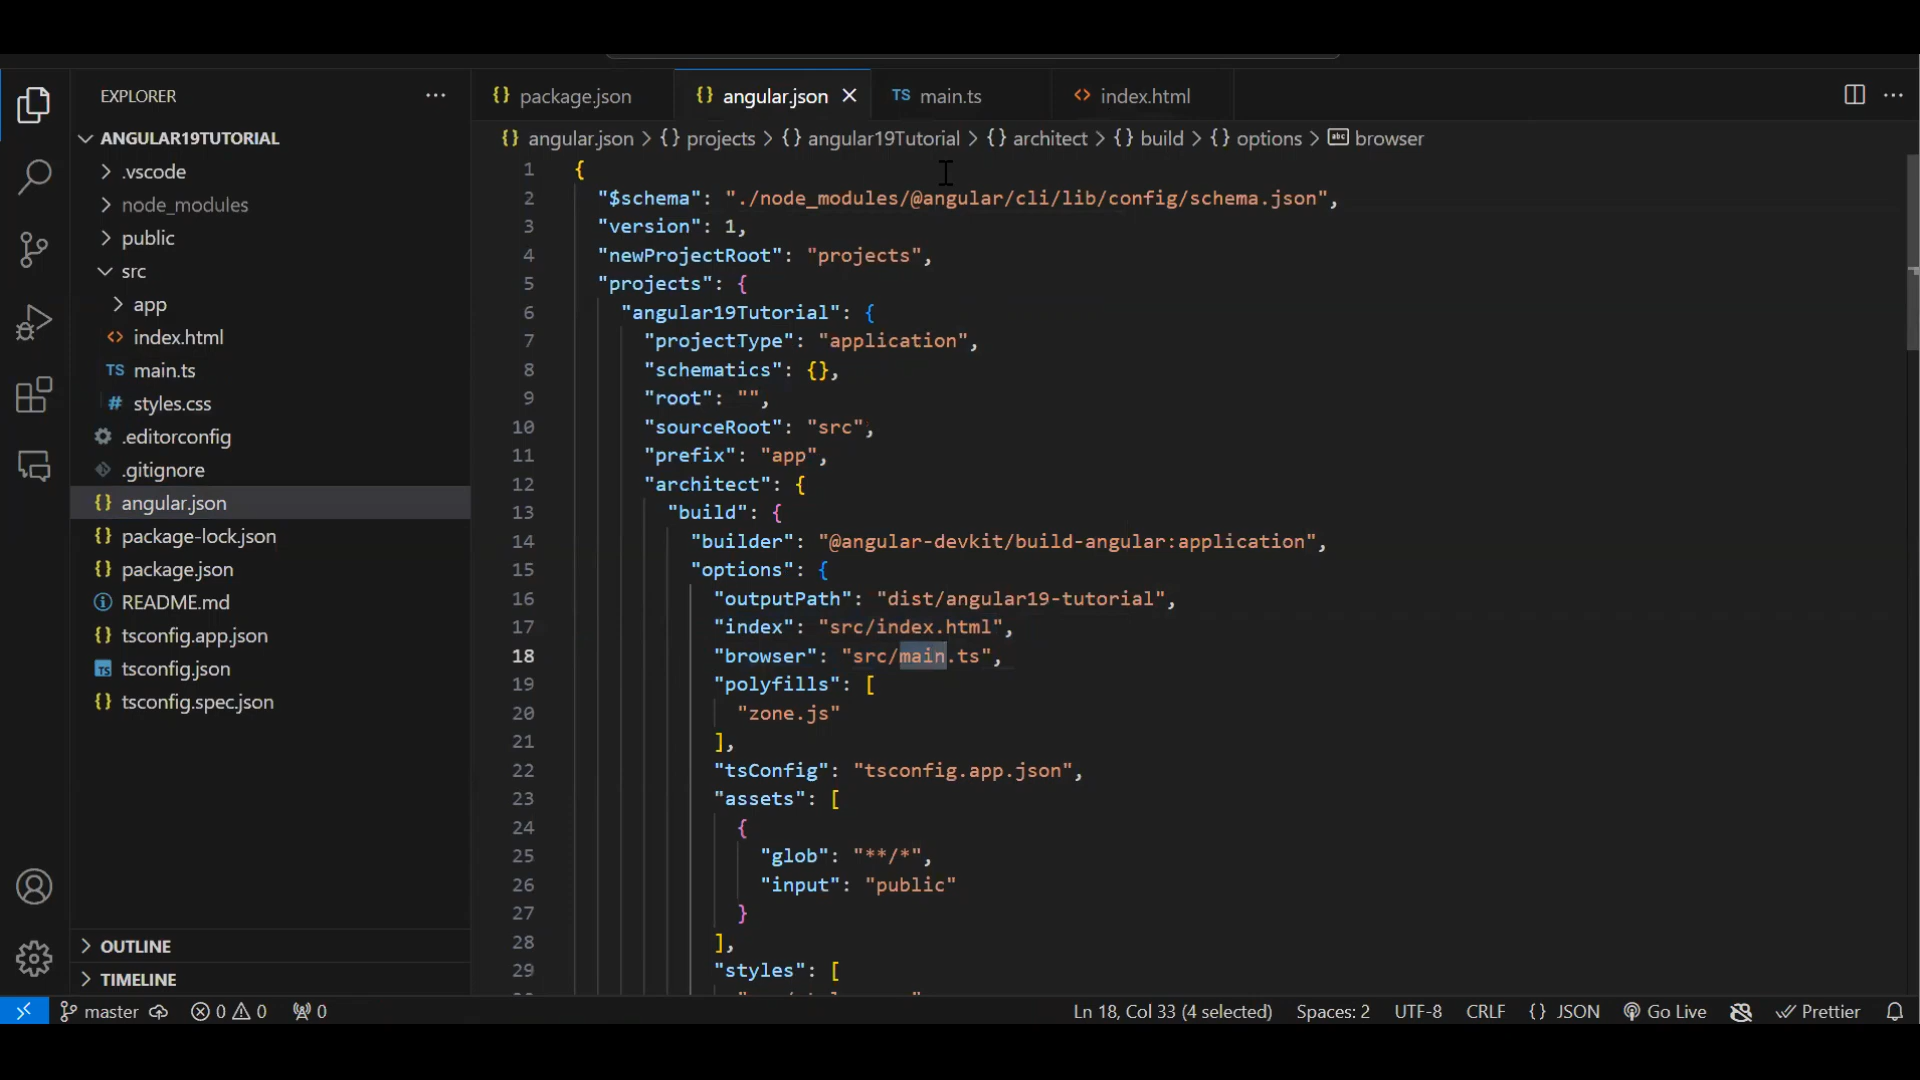 EXPLORER
ANGULAR19TUTORIAL
.vscode
node_modules
public
src
app
index.html
TS main.ts
# styles.css
.editorconfig
.gitignore
{} angular.json
{} package-lock.json
{} package.json
README.md
{} tsconfig.app.json
TS tsconfig.json
{} tsconfig.spec.json
OUTLINE
TIMELINE
{} package.json
{} angular.json
TS main.ts
<> index.html
{} angular.json > {} projects > {} angular19Tutorial > {} architect > {} build > {} options > abc browser
1 {
2 "$schema": "./node_modules/@angular/cli/lib/config/schema.json",
3 "version": 1,
4 "newProjectRoot": "projects",
5 "projects": {
6 "angular19Tutorial": {
7 "projectType": "application",
8 "schematics": {},
9 "root": "",
10 "sourceRoot": "src",
11 "prefix": "app",
12 "architect": {
13 "build": {
14 "builder": "@angular-devkit/build-angular:application",
15 "options": {
16 "outputPath": "dist/angular19-tutorial",
17 "index": "src/index.html",
18 "browser": "src/main.ts",
19 "polyfills": [
20 "zone.js"
21 ],
22 "tsConfig": "tsconfig.app.json",
23 "assets": [
24 {
25 "glob": "**/*",
26 "input": "public"
27 }
28 ],
29 "styles": [
master 0 0 0 Ln 18, Col 33 (4 selected) Spaces: 2 UTF-8 CRLF {} JSON Go Live Prettier